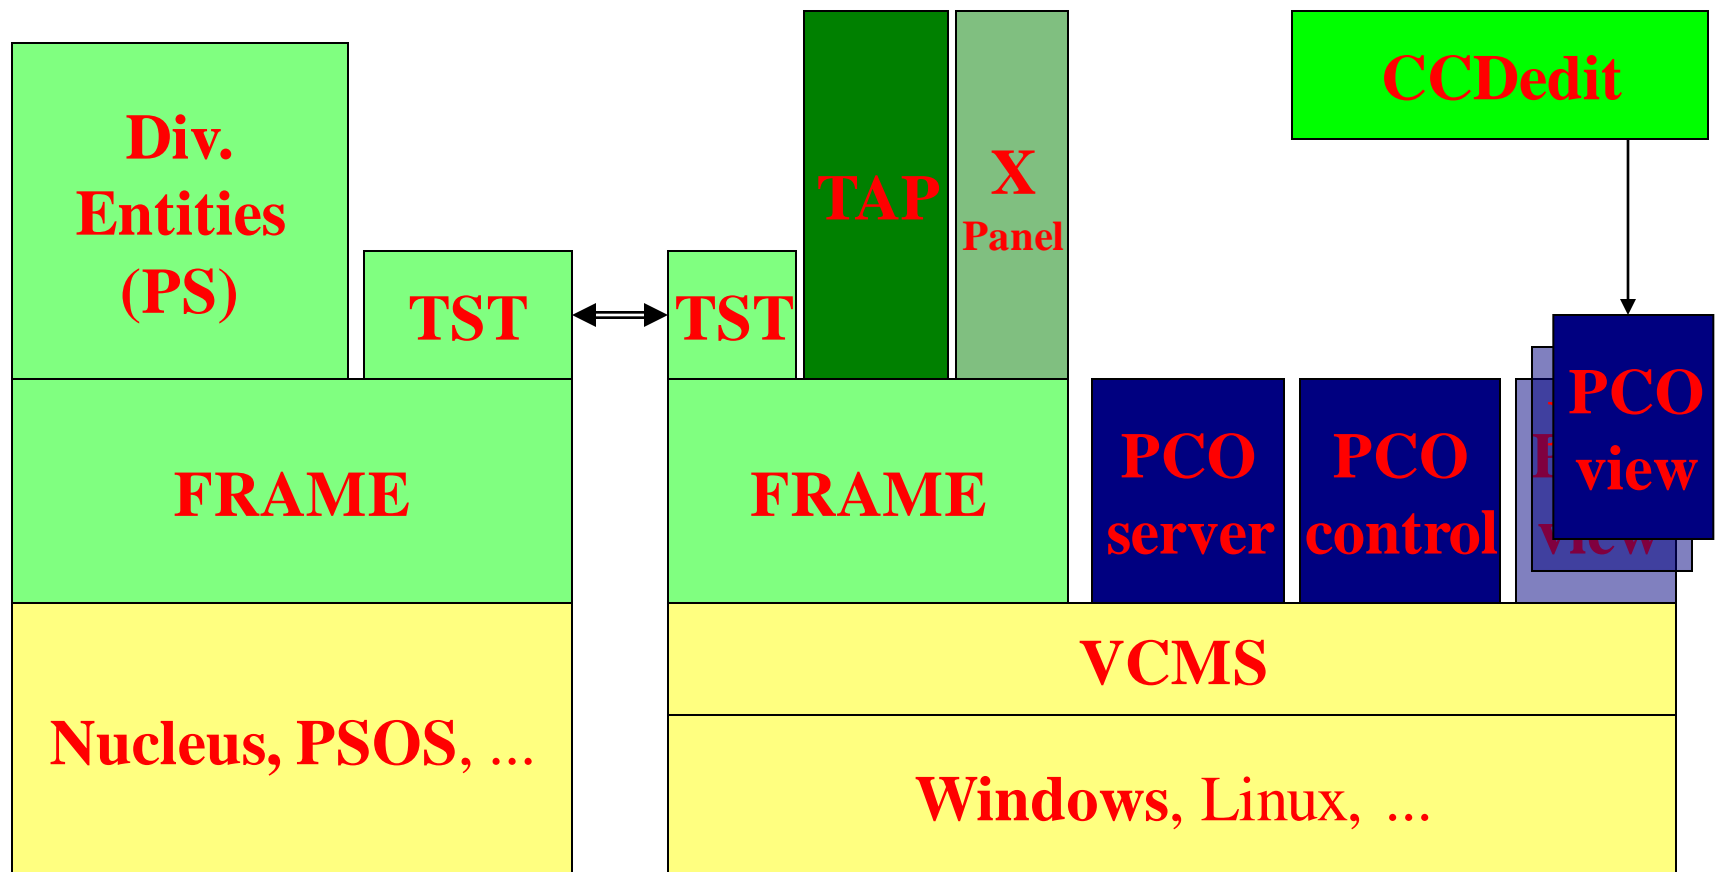 Div.
Entities
(PS)
TST
FRAME
Nucleus, PSOS, ...
TST
TAP
X
Panel
FRAME
PCO
server
PCO
control
CCDedit
PCO
view
view
VCMS
Windows, Linux, ...